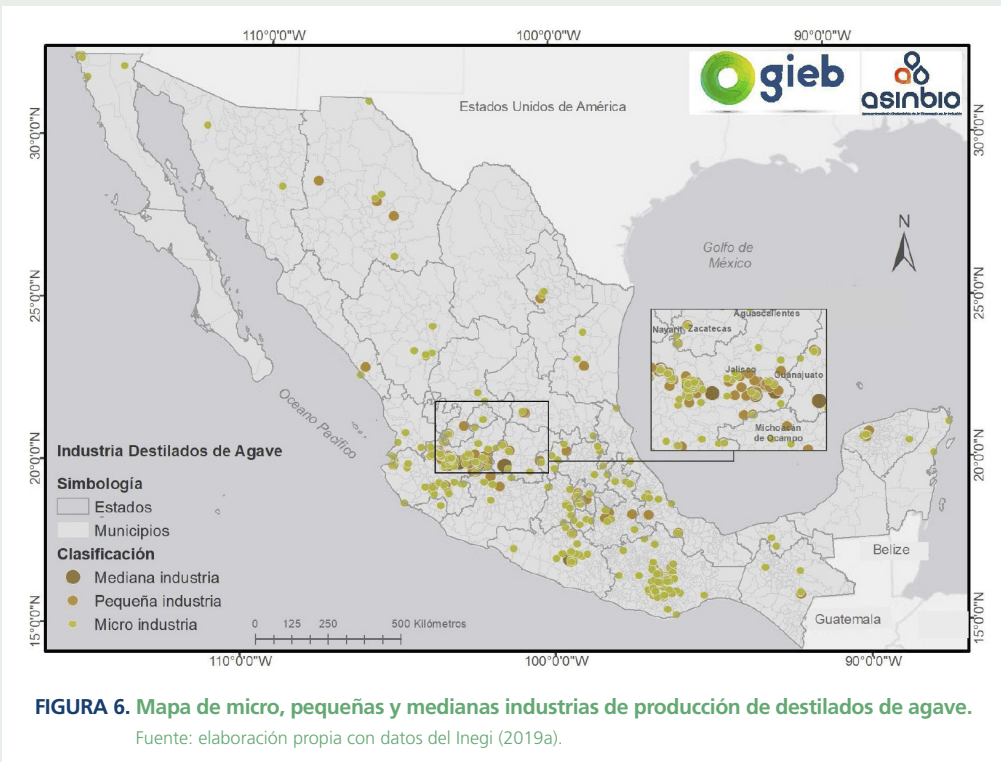 110°0'0"W 100°0'0"W 90°0'0"W
gieb
asinbio
Estados Unidos de América
30°0'0"N 30°0'0"N
Golfo de
México
N
25°0'0"N 25°0'0"N
Aguascalientes
Nayarit Zacatecas
Jalisco Guanajuato
Michoacán
de Ocampo
Oceano Pacífico
20°0'0"N 20°0'0"N
Industria Destilados de Agave
Simbología
Estados
Municipios
Clasificación
Mediana industria
Pequeña industria
Micro industria
0 125 250 500 Kilómetros
Belize
Guatemala
15°0'0"N 15°0'0"N
110°0'0"W 100°0'0"W 90°0'0"W
FIGURA 6. Mapa de micro, pequeñas y medianas industrias de producción de destilados de agave.
Fuente: elaboración propia con datos del Inegi (2019a).